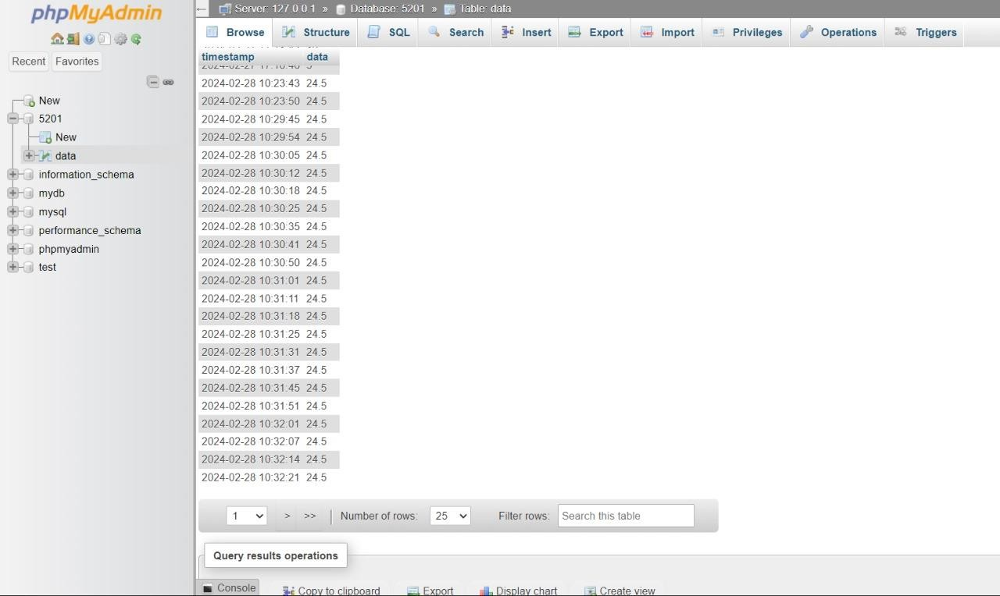 phpMyAdmin
Recent Favorites
New
5201
New
data
information_schema
mydb
mysql
performance_schema
phpmyadmin
test
Server: 127.0.0.1 » Database: 5201 » Table: data
Browse Structure SQL Search Insert Export Import Privileges Operations Triggers
timestamp data
2024-02-28 10:23:43 24.5
2024-02-28 10:23:50 24.5
2024-02-28 10:29:45 24.5
2024-02-28 10:29:54 24.5
2024-02-28 10:30:05 24.5
2024-02-28 10:30:12 24.5
2024-02-28 10:30:18 24.5
2024-02-28 10:30:25 24.5
2024-02-28 10:30:35 24.5
2024-02-28 10:30:41 24.5
2024-02-28 10:30:50 24.5
2024-02-28 10:31:01 24.5
2024-02-28 10:31:11 24.5
2024-02-28 10:31:18 24.5
2024-02-28 10:31:25 24.5
2024-02-28 10:31:31 24.5
2024-02-28 10:31:37 24.5
2024-02-28 10:31:45 24.5
2024-02-28 10:31:51 24.5
2024-02-28 10:32:01 24.5
2024-02-28 10:32:07 24.5
2024-02-28 10:32:14 24.5
2024-02-28 10:32:21 24.5
1 > >> | Number of rows: 25 Filter rows: Search this table
Query results operations
Console Copy to clipboard Export Display chart Create view